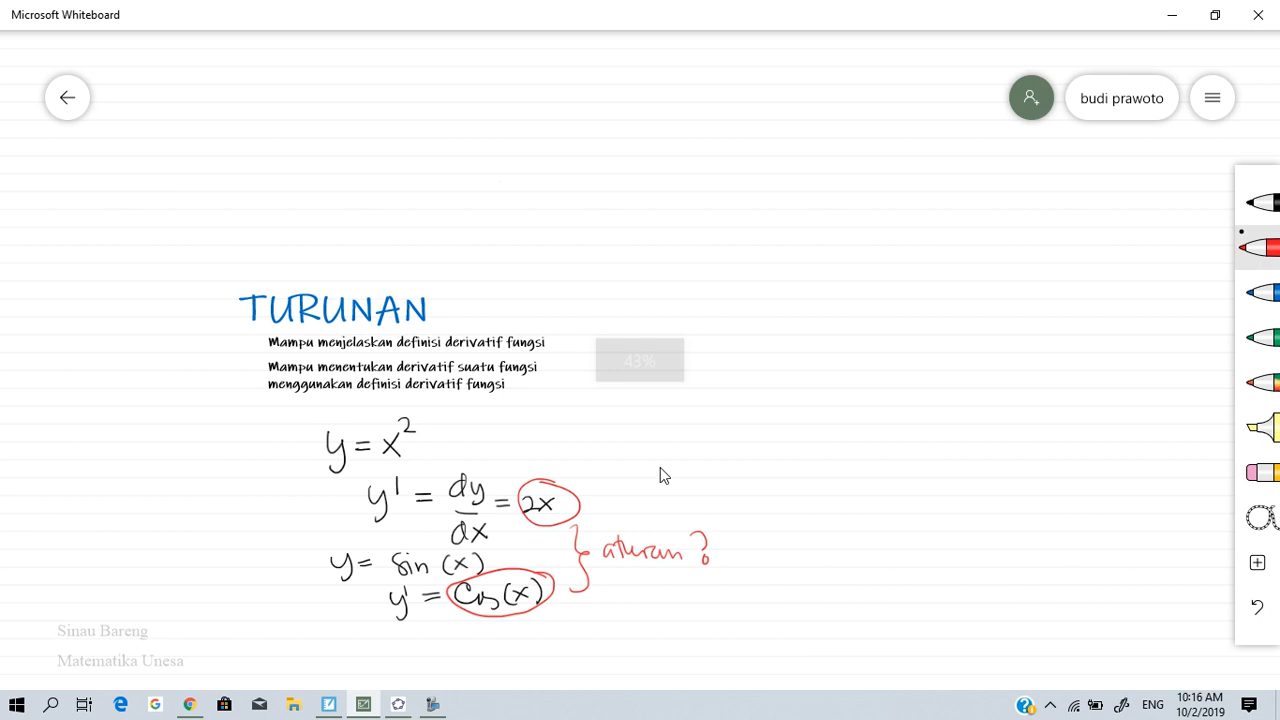 Microsoft Whiteboard
budi prawoto
TURUNAN
Mampu menjelaskan definisi derivatif fungsi
Mampu menentukan derivatif suatu fungsi
menggunakan definisi derivatif fungsi
43%
y = x²
y' = dy/dx = 2x
y = sin (x)
y' = Cos(x)
} aturan ?
Sinau Bareng
Matematika Unesa
ENG
10:16 AM
10/2/2019